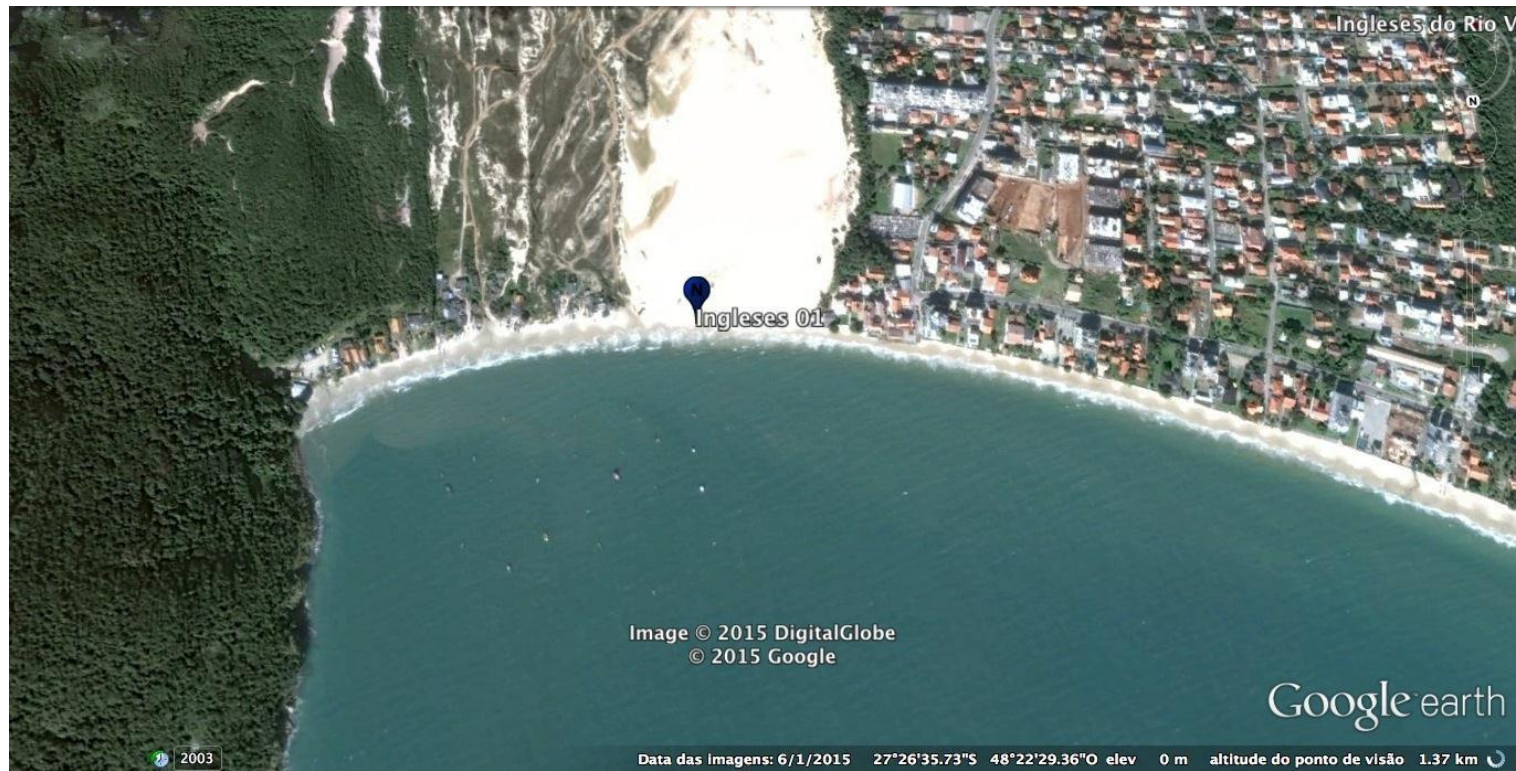 Ingleses do Rio V
N
N
Ingleses 01
Image © 2015 DigitalGlobe
© 2015 Google
Google earth
2003
Data das imagens: 6/1/2015 27°26'35.73"S 48°22'29.36"O elev 0 m altitude do ponto de visão 1.37 km